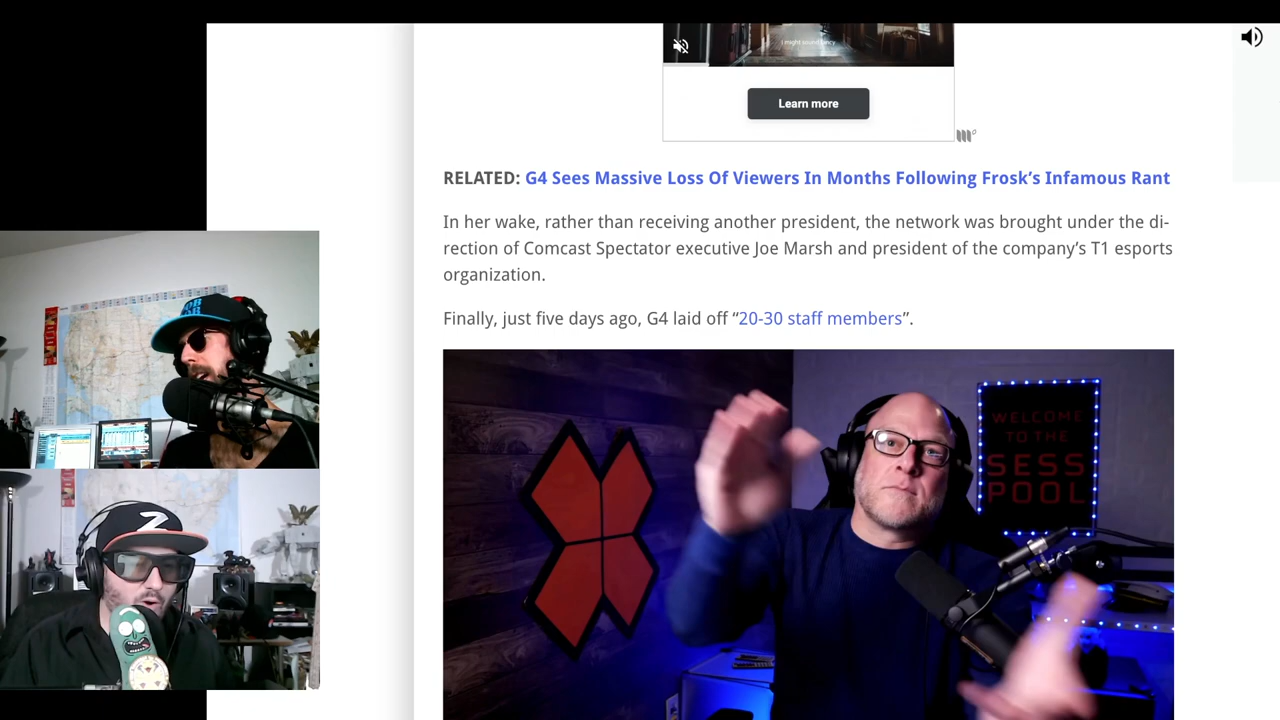 I might sound fancy
Learn more
RELATED: G4 Sees Massive Loss Of Viewers In Months Following Frosk’s Infamous Rant
In her wake, rather than receiving another president, the network was brought under the di-
rection of Comcast Spectator executive Joe Marsh and president of the company’s T1 esports
organization.
Finally, just five days ago, G4 laid off “20-30 staff members”.
WELCOME
TO THE
SESS
POOL
Z